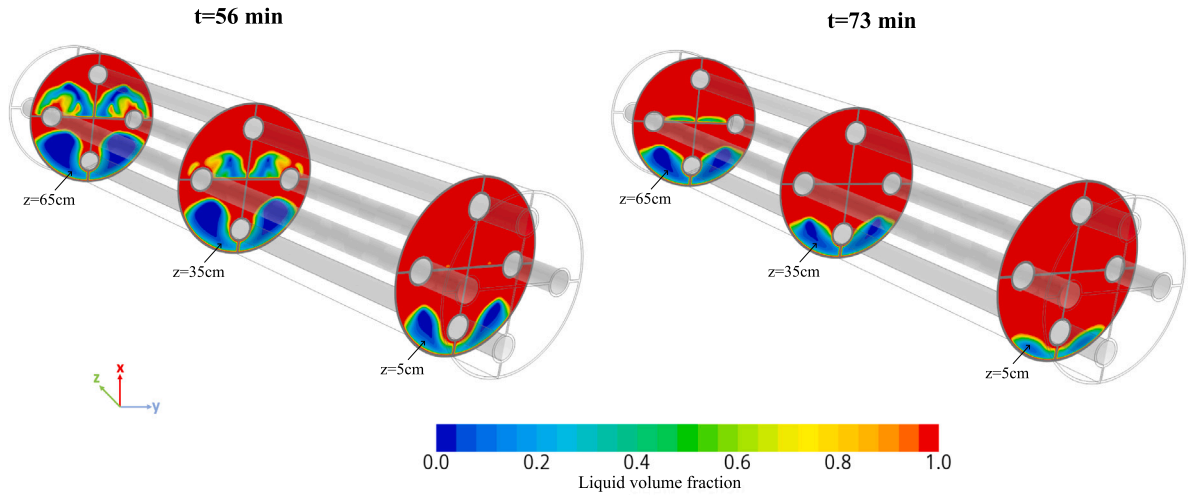 t=56 min
t=73 min
z=65cm
z=35cm
z=5cm
z=65cm
z=35cm
z=5cm
x
z
y
0.0 0.2 0.4 0.6 0.8 1.0
Liquid volume fraction